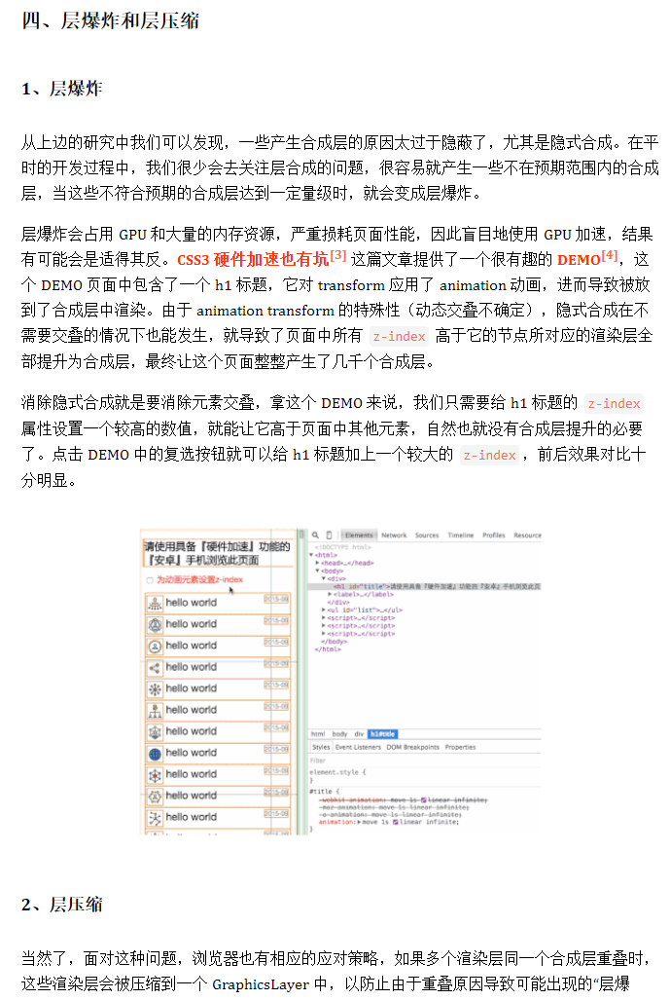 四、层爆炸和层压缩
1、层爆炸
从上边的研究中我们可以发现，一些产生合成层的原因太过于隐蔽了，尤其是隐式合成。在平
时的开发过程中，我们很少会去关注层合成的问题，很容易就产生一些不在预期范围内的合成
层，当这些不符合预期的合成层达到一定量级时，就会变成层爆炸。
层爆炸会占用 GPU 和大量的内存资源，严重损耗页面性能，因此盲目地使用 GPU 加速，结果
有可能会是适得其反。CSS3 硬件加速也有坑[3] 这篇文章提供了一个很有趣的 DEMO[4]，这
个 DEMO 页面中包含了一个 h1 标题，它对 transform 应用了 animation 动画，进而导致被放
到了合成层中渲染。由于 animation transform 的特殊性（动态交叠不确定），隐式合成在不
需要交叠的情况下也能发生，就导致了页面中所有 z-index 高于它的节点所对应的渲染层全
部提升为合成层，最终让这个页面整整产生了几千个合成层。
消除隐式合成就是要消除元素交叠，拿这个 DEMO 来说，我们只需要给 h1 标题的 z-index
属性设置一个较高的数值，就能让它高于页面中其他元素，自然也就没有合成层提升的必要
了。点击 DEMO 中的复选按钮就可以给 h1 标题加上一个较大的 z-index ，前后效果对比十
分明显。
请使用具备『硬件加速』功能的
『安卓』手机浏览此页面
为动画元素设置z-index
hello world 2015-09
hello world 2015-09
hello world 2015-09
hello world 2015-09
hello world 2015-09
hello world 2015-09
hello world 2015-09
hello world 2015-09
hello world 2015-09
hello world 2015-09
hello world 2015-09
Elements Network Sources Timeline Profiles Resource
<!DOCTYPE html>
<html>
<head>…</head>
<body>
<div>
<h1 id="title">请使用具备『硬件加速』功能的『安卓』手机浏览此页
<label>…</label>
</div>
<ul id="list">…</ul>
<script>…</script>
<script>…</script>
<script>…</script>
</body>
</html>
html body div h1#title
Styles Event Listeners DOM Breakpoints Properties
Filter
element.style {
}
#title {
-webkit-animation: move 1s linear infinite;
-moz-animation: move 1s linear infinite;
-o-animation: move 1s linear infinite;
animation: move 1s linear infinite;
}
2、层压缩
当然了，面对这种问题，浏览器也有相应的应对策略，如果多个渲染层同一个合成层重叠时，
这些渲染层会被压缩到一个 GraphicsLayer 中，以防止由于重叠原因导致可能出现的“层爆